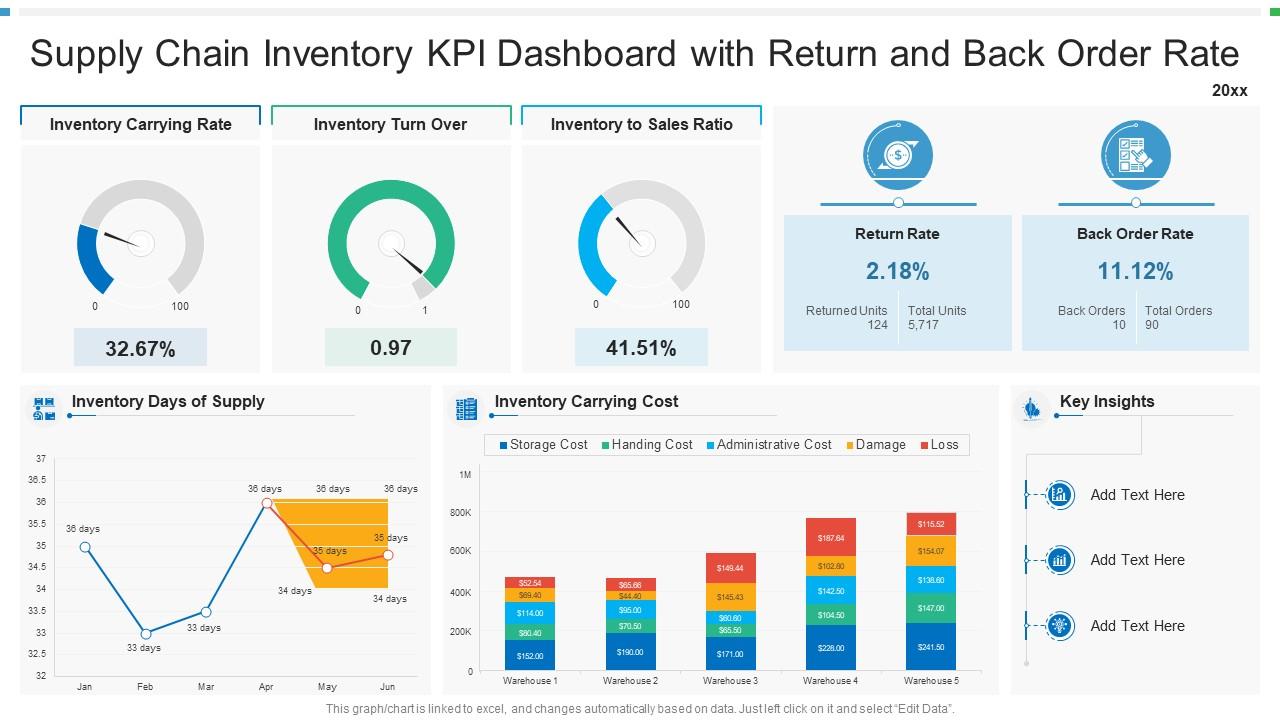 Supply Chain Inventory KPI Dashboard with Return and Back Order Rate
20xx
Inventory Carrying Rate
0
100
32.67%
Inventory Turn Over
0
1
0.97
Inventory to Sales Ratio
0
100
41.51%
Return Rate
2.18%
Returned Units
124
Total Units
5,717
Back Order Rate
11.12%
Back Orders
10
Total Orders
90
Inventory Days of Supply
37
36.5
36
35.5
35
34.5
34
33.5
33
32.5
32
36 days
33 days
33 days
36 days
36 days
36 days
35 days
35 days
34 days
34 days
Jan
Feb
Mar
Apr
May
Jun
Inventory Carrying Cost
Storage Cost
Handing Cost
Administrative Cost
Damage
Loss
1M
800K
600K
400K
200K
0
$52.54
$69.40
$114.00
$80.40
$152.00
$65.66
$44.40
$95.00
$70.50
$190.00
$149.44
$145.43
$60.60
$65.50
$171.00
$187.64
$102.80
$142.50
$104.50
$228.00
$115.52
$154.07
$138.60
$147.00
$241.50
Warehouse 1
Warehouse 2
Warehouse 3
Warehouse 4
Warehouse 5
Key Insights
Add Text Here
Add Text Here
Add Text Here
This graph/chart is linked to excel, and changes automatically based on data. Just left click on it and select “Edit Data”.